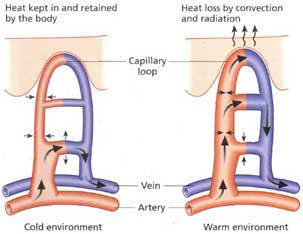 Heat kept in and retained
by the body
Heat loss by convection
and radiation
Capillary
loop
Vein
Artery
Cold environment
Warm environment